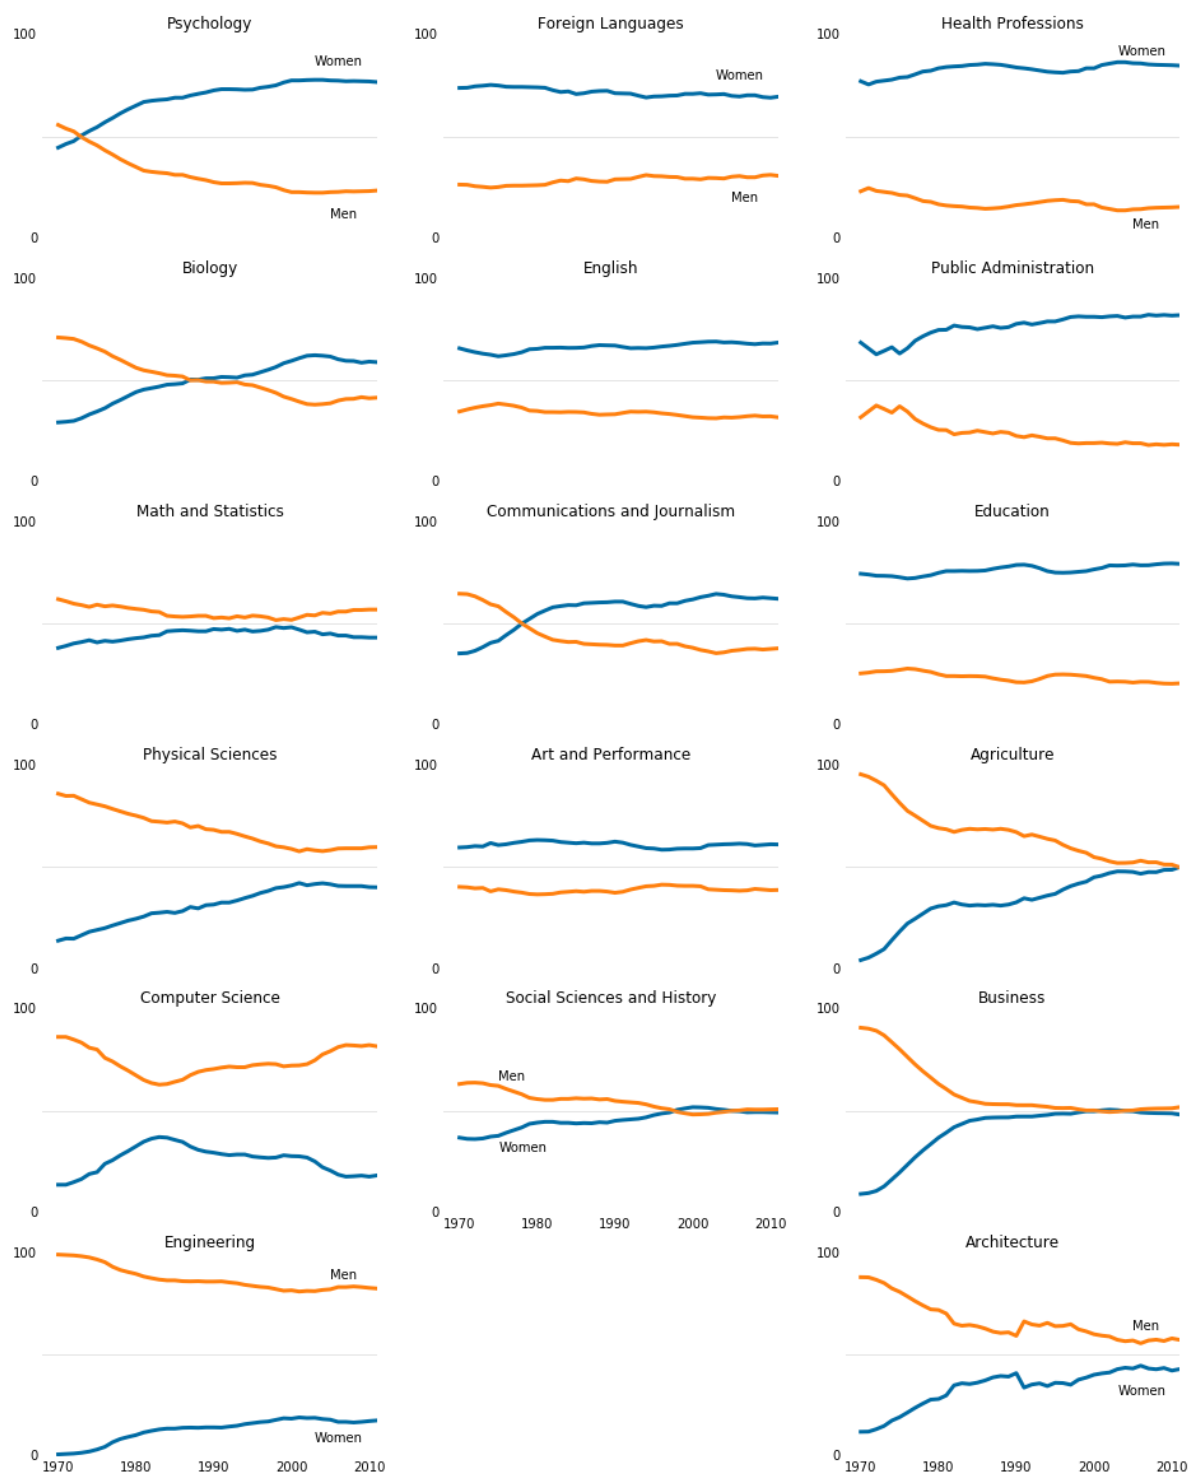 Psychology
Foreign Languages
Health Professions
100
100
100
Women
Women
Women
Men
Men
Men
0
0
0
Biology
English
Public Administration
100
100
100
0
0
0
Math and Statistics
Communications and Journalism
Education
100
100
100
0
0
0
Physical Sciences
Art and Performance
Agriculture
100
100
100
0
0
0
Computer Science
Social Sciences and History
Business
100
100
100
Men
Women
0
0
0
1970 1980 1990 2000 2010
Engineering
Architecture
100
100
Men
Men
Women
Women
0
0
1970 1980 1990 2000 2010
1970 1980 1990 2000 2010